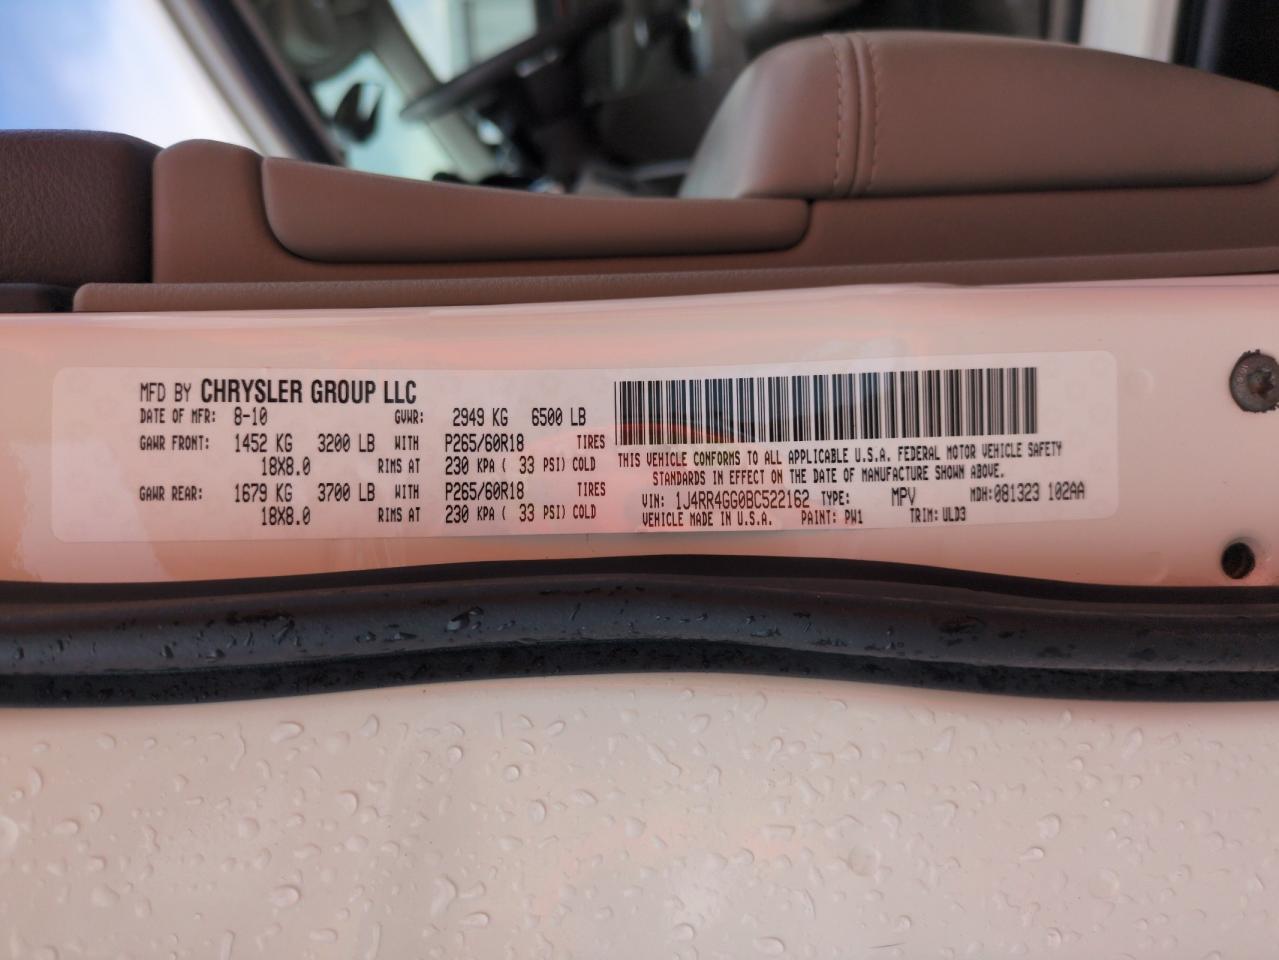 MFD BY CHRYSLER GROUP LLC
DATE OF MFR: 8-10 GVWR: 2949 KG 6500 LB
GAWR FRONT: 1452 KG 3200 LB WITH P265/60R18 TIRES
18X8.0 RIMS AT 230 KPA ( 33 PSI) COLD
GAWR REAR: 1679 KG 3700 LB WITH P265/60R18 TIRES
18X8.0 RIMS AT 230 KPA ( 33 PSI) COLD
THIS VEHICLE CONFORMS TO ALL APPLICABLE U.S.A. FEDERAL MOTOR VEHICLE SAFETY
STANDARDS IN EFFECT ON THE DATE OF MANUFACTURE SHOWN ABOVE.
VIN: 1J4RR4GG0BC522162 TYPE: MPV MDH: 081323 102AA
VEHICLE MADE IN U.S.A. PAINT: PW1 TRIM: ULD3